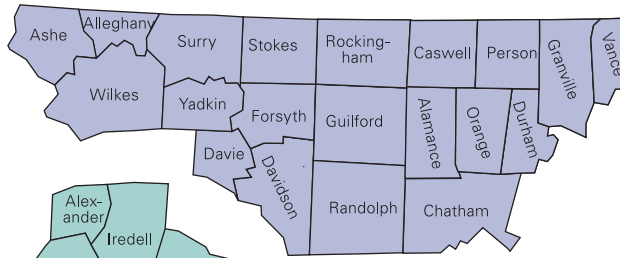 Ashe
Alleghany
Surry
Stokes
Rocking-
ham
Caswell
Person
Granville
Vance
Wilkes
Yadkin
Forsyth
Guilford
Alamance
Orange
Durham
Davie
Davidson
Randolph
Chatham
Alex-
ander
Iredell